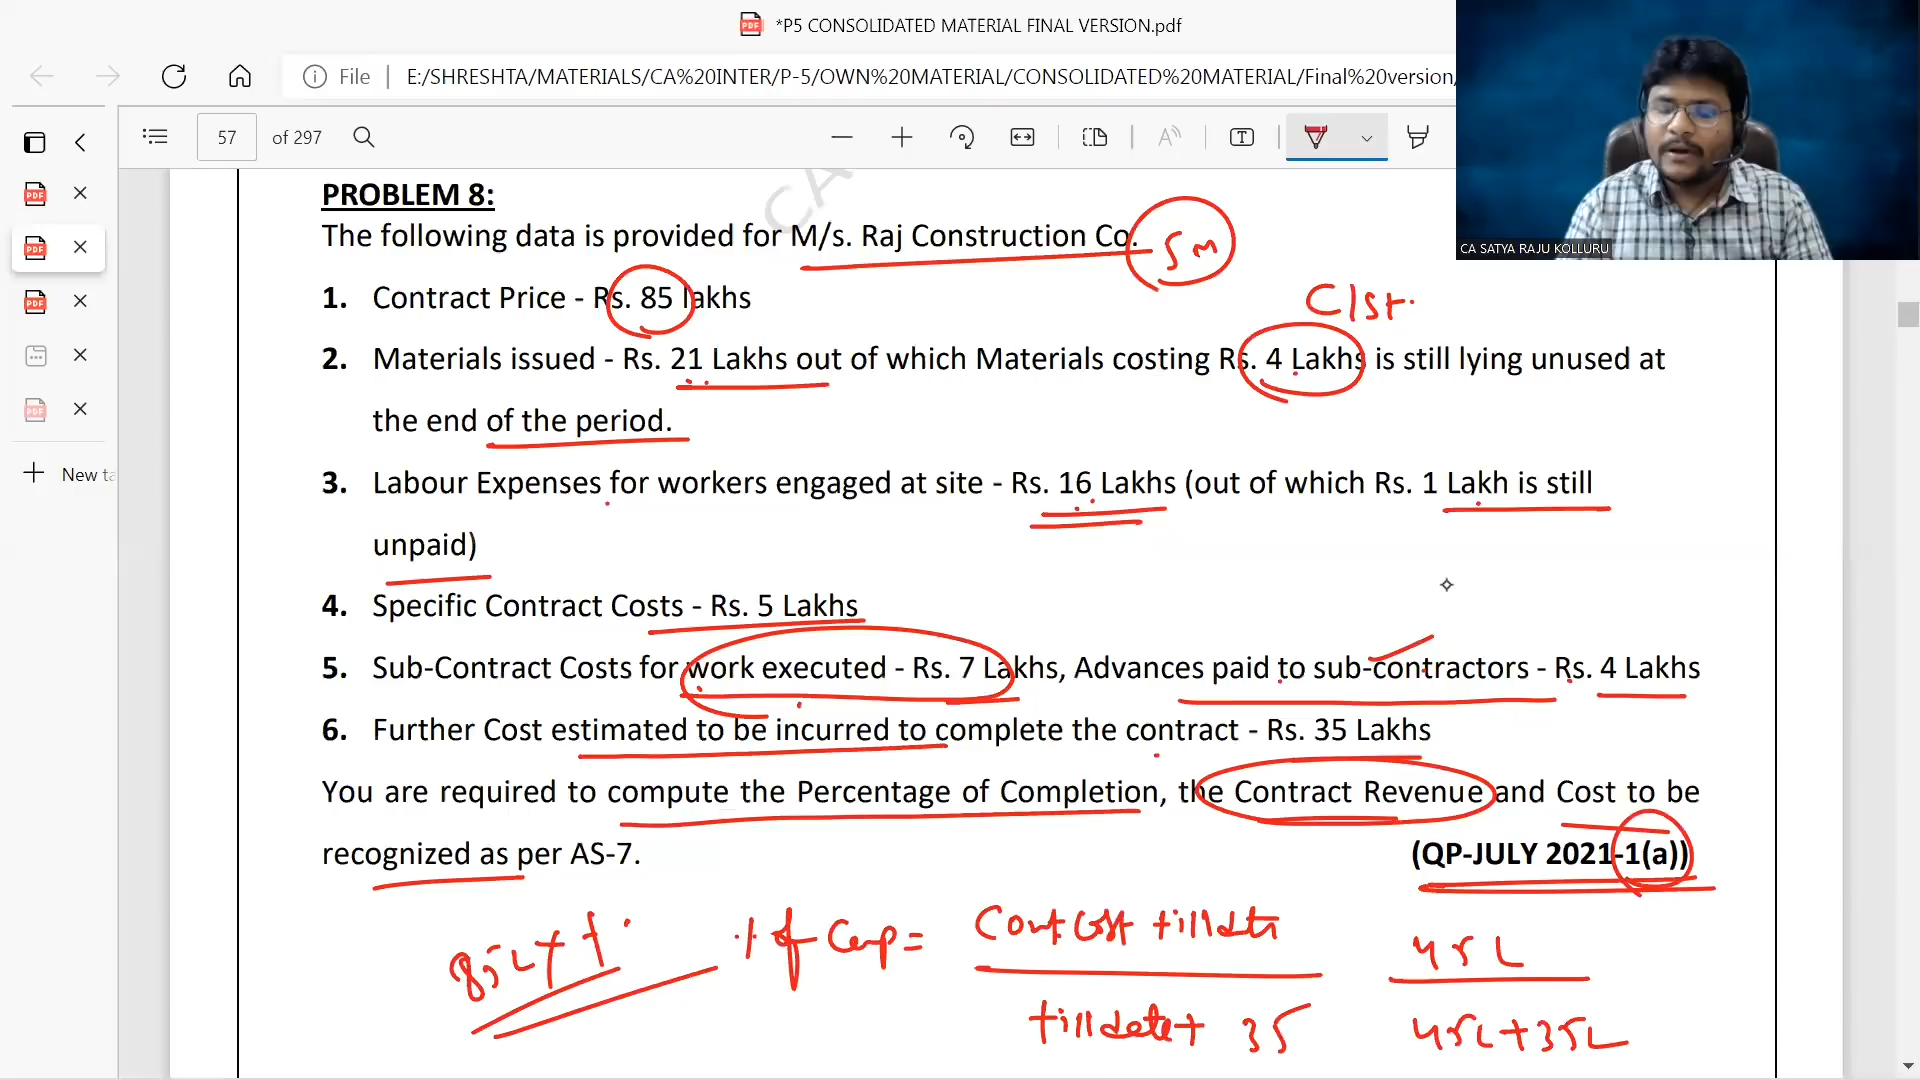 *P5 CONSOLIDATED MATERIAL FINAL VERSION.pdf
File | E:/SHRESHTA/MATERIALS/CA%20INTER/P-5/OWN%20MATERIAL/CONSOLIDATED%20MATERIAL/Final%20version/
57 of 297
New ta
CA SATYA RAJU KOLLURU
CA
PROBLEM 8:
The following data is provided for M/s. Raj Construction Co. 5m
1. Contract Price - Rs. 85 lakhs
C/st.
2. Materials issued - Rs. 21 Lakhs out of which Materials costing Rs. 4 Lakhs is still lying unused at
the end of the period.
3. Labour Expenses for workers engaged at site - Rs. 16 Lakhs (out of which Rs. 1 Lakh is still
unpaid)
4. Specific Contract Costs - Rs. 5 Lakhs
5. Sub-Contract Costs for work executed - Rs. 7 Lakhs, Advances paid to sub-contractors - Rs. 4 Lakhs
6. Further Cost estimated to be incurred to complete the contract - Rs. 35 Lakhs
You are required to compute the Percentage of Completion, the Contract Revenue and Cost to be
recognized as per AS-7. (QP-JULY 2021-1(a))
% of Comp = Cont Cost till date 45L
till date + 35 45L+35L